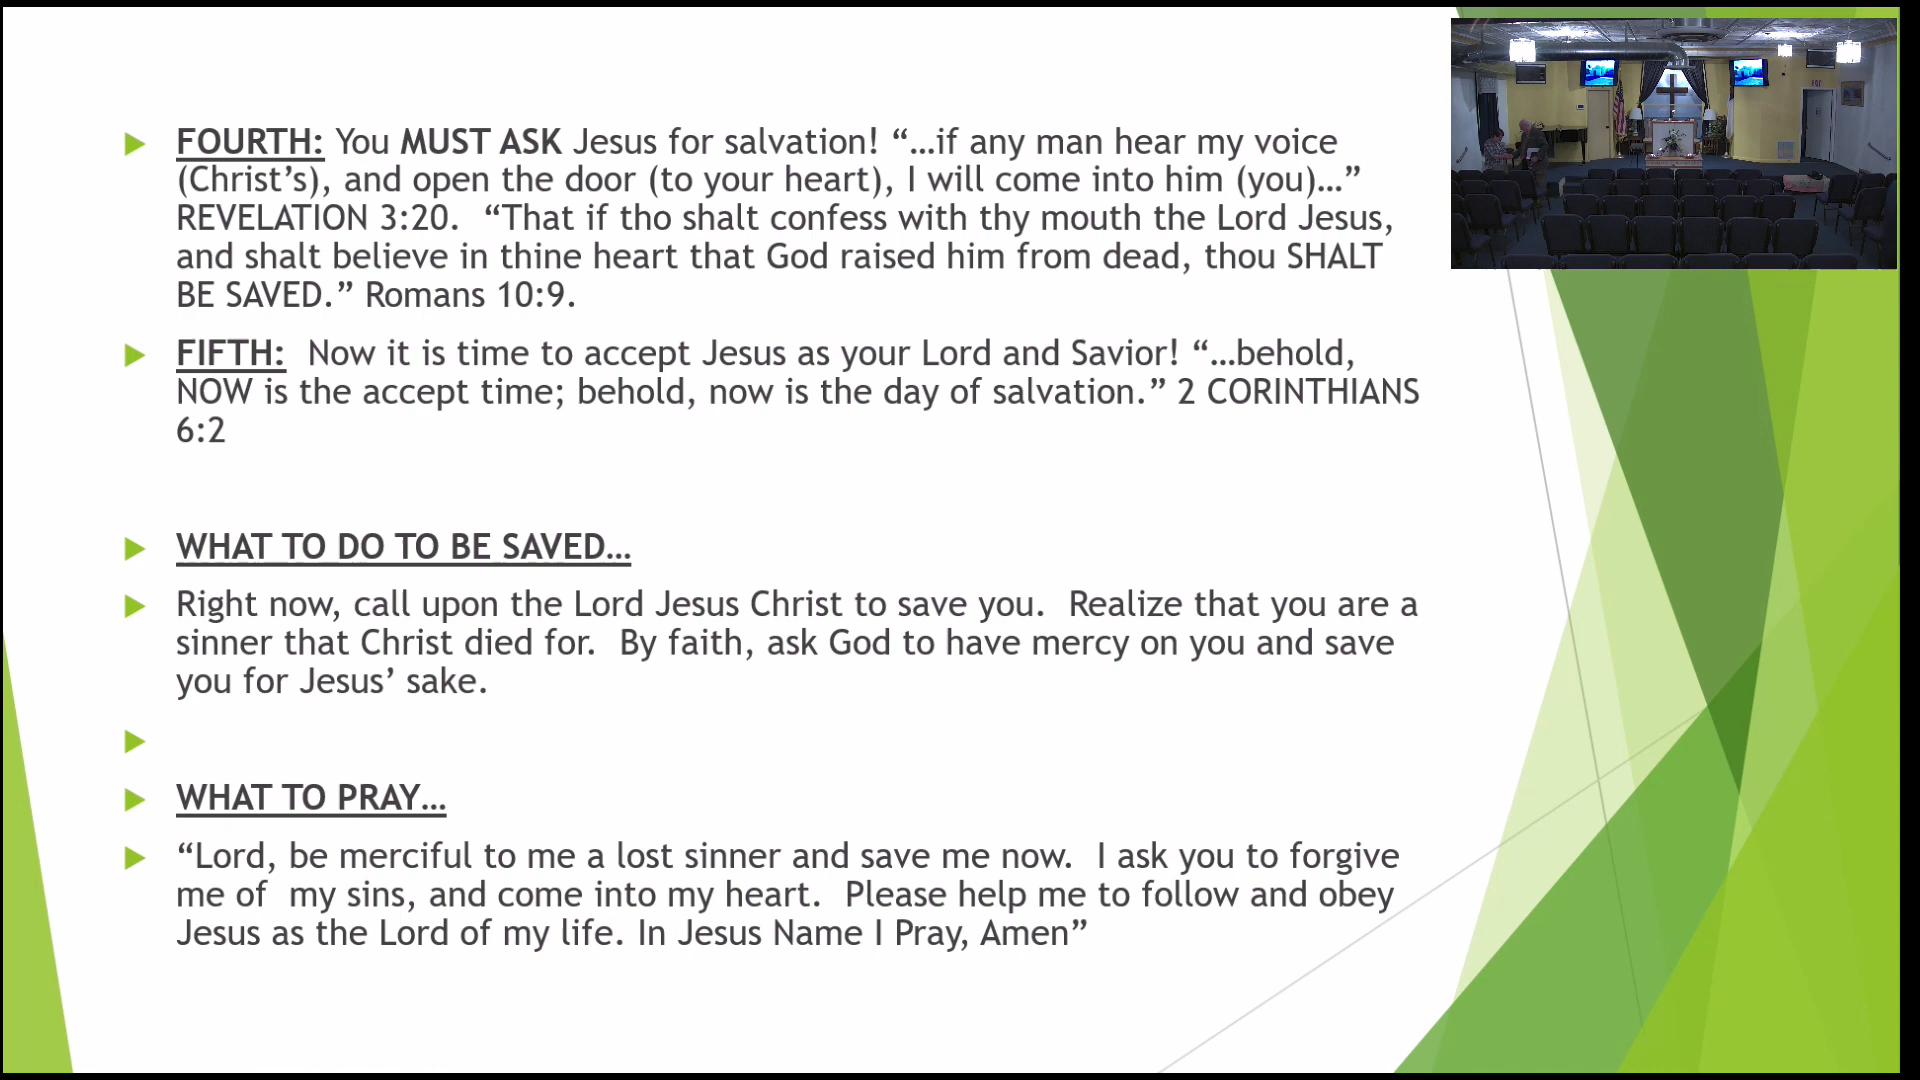 FOURTH: You MUST ASK Jesus for salvation! “…if any man hear my voice
(Christ’s), and open the door (to your heart), I will come into him (you)…”
REVELATION 3:20.  “That if tho shalt confess with thy mouth the Lord Jesus,
and shalt believe in thine heart that God raised him from dead, thou SHALT
BE SAVED.” Romans 10:9.
FIFTH:  Now it is time to accept Jesus as your Lord and Savior! “…behold,
NOW is the accept time; behold, now is the day of salvation.” 2 CORINTHIANS
6:2
WHAT TO DO TO BE SAVED…
Right now, call upon the Lord Jesus Christ to save you.  Realize that you are a
sinner that Christ died for.  By faith, ask God to have mercy on you and save
you for Jesus’ sake.
WHAT TO PRAY…
“Lord, be merciful to me a lost sinner and save me now.  I ask you to forgive
me of  my sins, and come into my heart.  Please help me to follow and obey
Jesus as the Lord of my life. In Jesus Name I Pray, Amen”